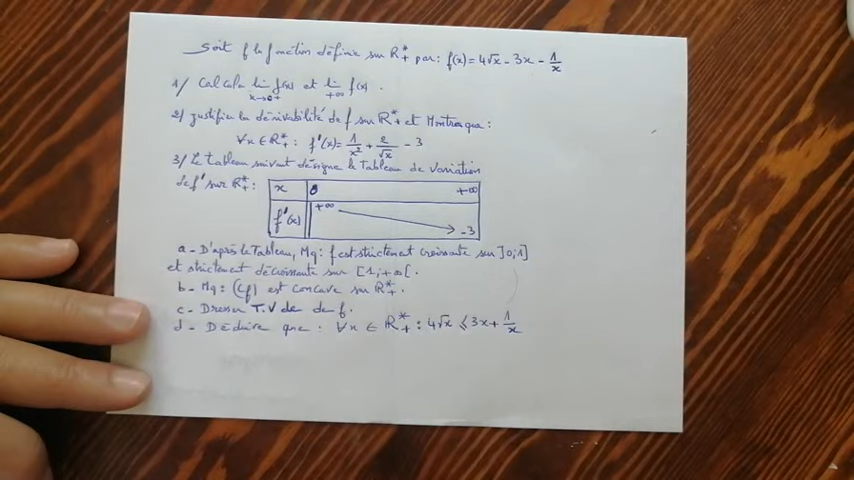 Soit f la fonction définie sur ℝ*₊ par : f(x) = 4√x - 3x - 1/x
1/ Calculer lim x→0⁺ f(x) et lim +∞ f(x).
2/ Justifier la dérivabilité de f sur ℝ*₊ et Montrer que :
∀x ∈ ℝ*₊ : f'(x) = 1/x² + 2/√x - 3
3/ Le tableau suivant désigne le Tableau de Variation
de f' sur ℝ*₊ :
x 0 +∞
f'(x) +∞ -3
a - D'après le Tableau, Mq : f est strictement croissante sur ]0;1]
et strictement décroissante sur [1;+∞[.
b - Mq : (Cf) est concave sur ℝ*₊.
c - Dresser T.V de de f.
d - Déduire que : ∀x ∈ ℝ*₊ : 4√x ≤ 3x + 1/x